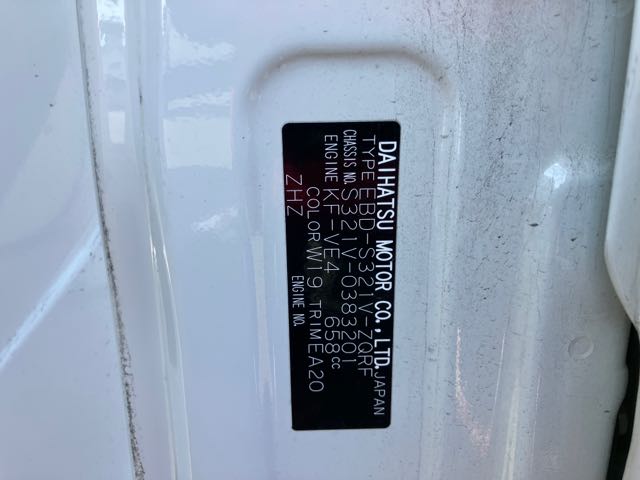 DAIHATSU MOTOR CO.,LTD. JAPAN
TYPE EBD-S321V-ZQRF
CHASSIS NO. S321V-0383201
ENGINE KF-VE4 658cc
COLOR W19 TRIM EA20
ZHZ ENGINE NO.